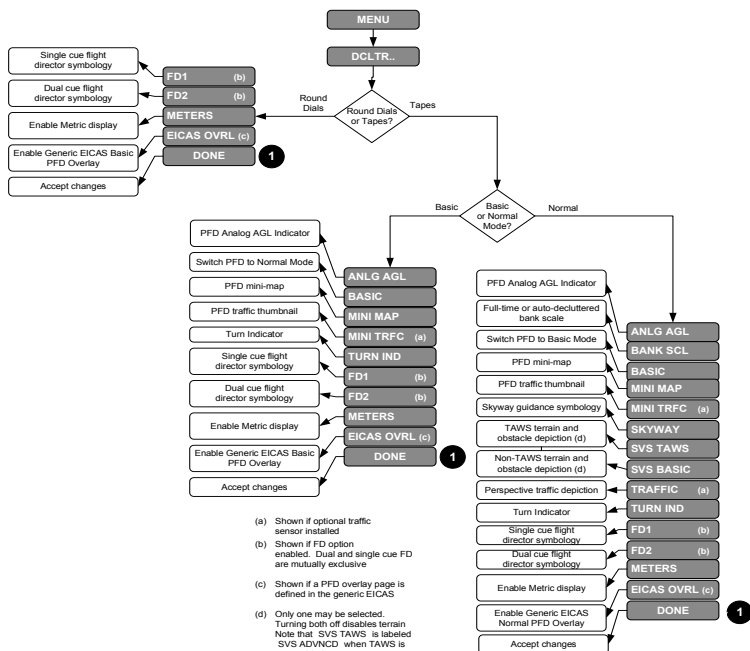 MENU
DCLTR..
Round Dials or Tapes?
Round
Dials
Tapes
Single cue flight
director symbology
Dual cue flight
director symbology
Enable Metric display
Enable Generic EICAS Basic
PFD Overlay
Accept changes
FD1 (b)
FD2 (b)
METERS
EICAS OVRL (c)
DONE
1
Basic
or Normal
Mode?
Basic
Normal
PFD Analog AGL Indicator
Switch PFD to Normal Mode
PFD mini-map
PFD traffic thumbnail
Turn Indicator
Single cue flight
director symbology
Dual cue flight
director symbology
Enable Metric display
Enable Generic EICAS Basic
PFD Overlay
Accept changes
ANLG AGL
BASIC
MINI MAP
MINI TRFC (a)
TURN IND
FD1 (b)
FD2 (b)
METERS
EICAS OVRL (c)
DONE
1
PFD Analog AGL Indicator
Full-time or auto-decluttered
bank scale
Switch PFD to Basic Mode
PFD mini-map
PFD traffic thumbnail
Skyway guidance symbology
TAWS terrain and
obstacle depiction (d)
Non-TAWS terrain and
obstacle depiction (d)
Perspective traffic depiction
Turn Indicator
Single cue flight
director symbology
Dual cue flight
director symbology
Enable Metric display
Enable Generic EICAS
Normal PFD Overlay
Accept changes
ANLG AGL
BANK SCL
BASIC
MINI MAP
MINI TRFC (a)
SKYWAY
SVS TAWS
SVS BASIC
TRAFFIC (a)
TURN IND
FD1 (b)
FD2 (b)
METERS
EICAS OVRL (c)
DONE
1
(a) Shown if optional traffic
sensor installed
(b) Shown if FD option
enabled. Dual and single cue FD
are mutually exclusive
(c) Shown if a PFD overlay page is
defined in the generic EICAS
(d) Only one may be selected.
Turning both off disables terrain
Note that SVS TAWS is labeled
SVS ADVNCD when TAWS is